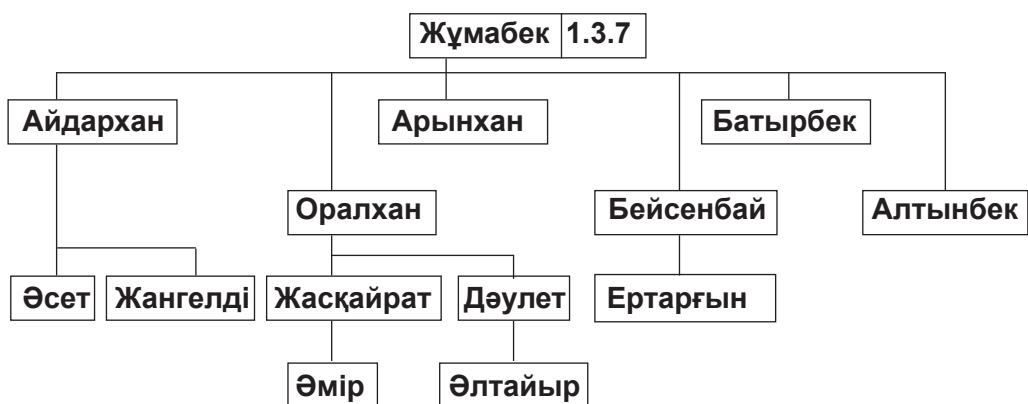 Жұмабек 1.3.7
Айдархан Арынхан Батырбек
Оралхан Бейсенбай Алтынбек
Әсет Жангелді Жасқайрат Дәулет Ертарғын
Әмір Әлтайыр